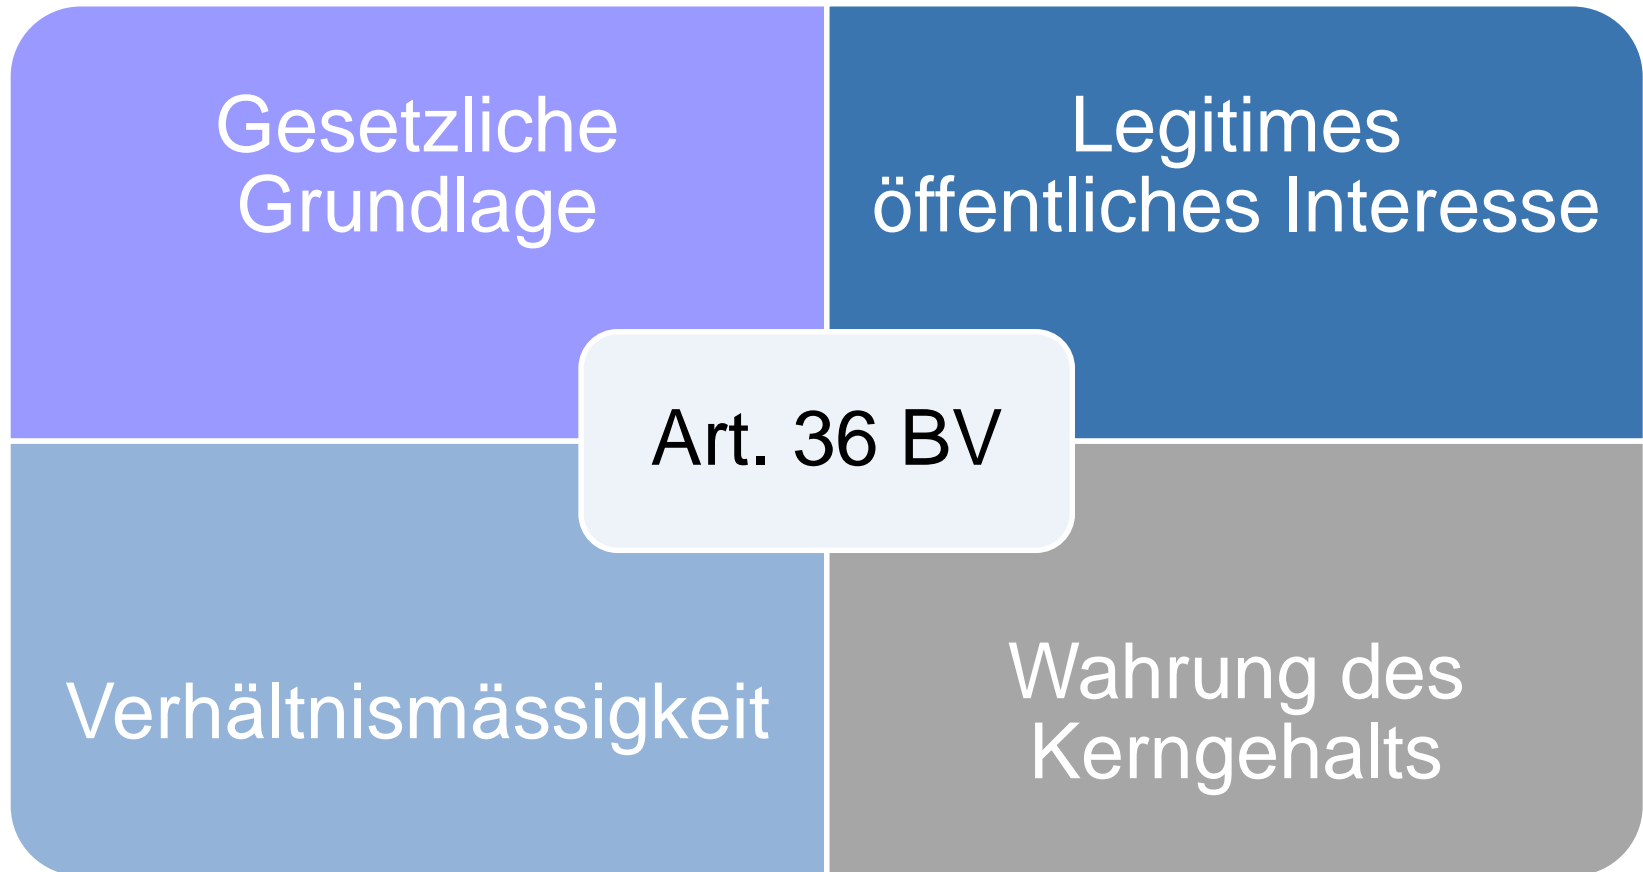 Gesetzliche
Grundlage
Legitimes
öffentliches Interesse
Art. 36 BV
Verhältnismässigkeit
Wahrung des
Kerngehalts